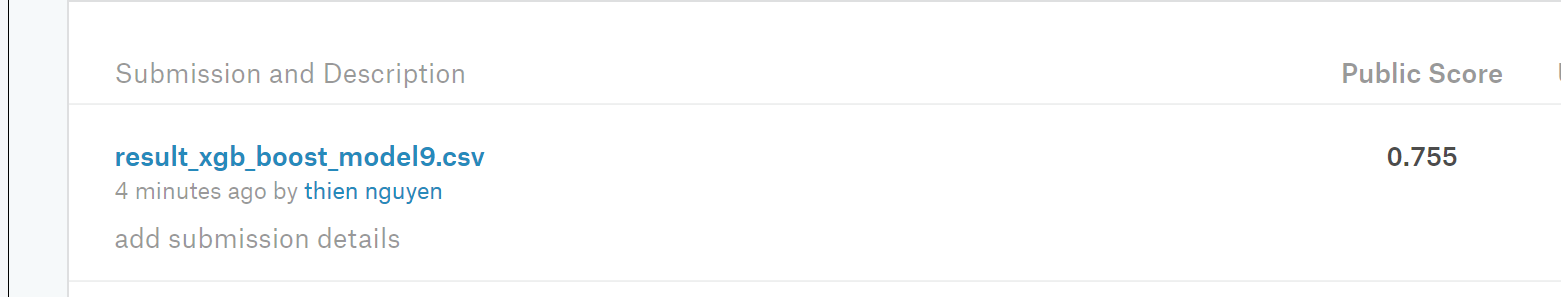 Submission and Description Public Score
result_xgb_boost_model9.csv 0.755
4 minutes ago by thien nguyen
add submission details